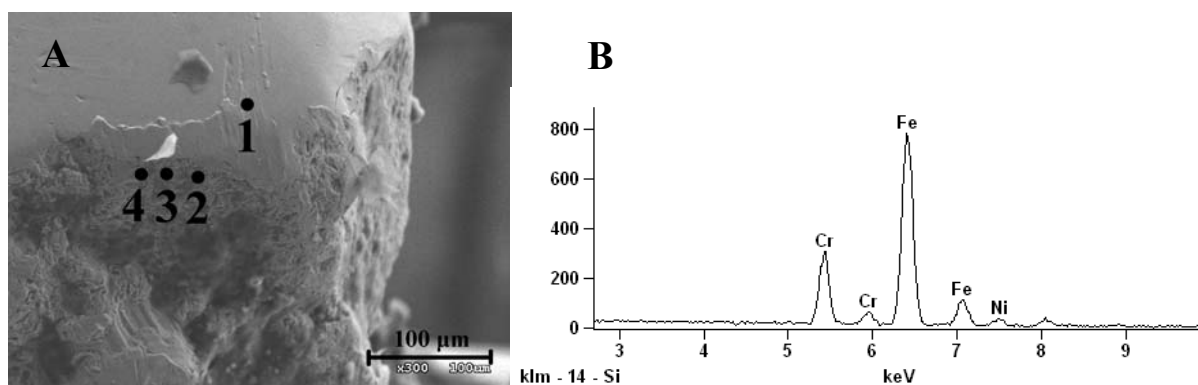 A
1
4 3 2
100 µm
x300 100um
B
800
600
400
200
0
Fe
Cr
Cr
Fe
Ni
3 4 5 6 7 8 9
klm - 14 - Si keV